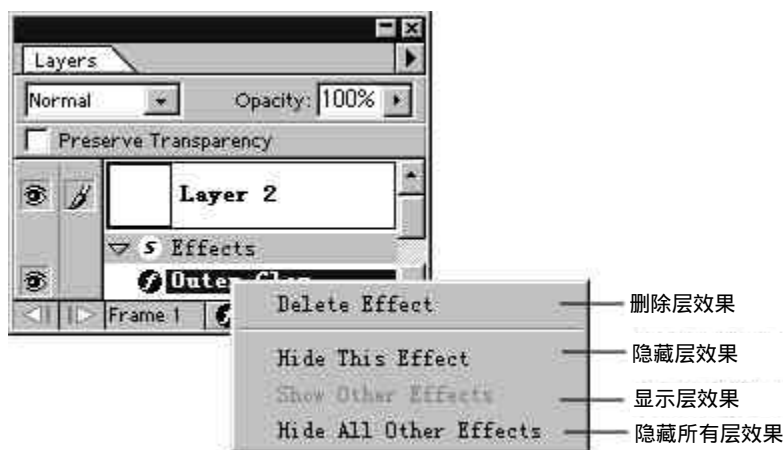 Layers
Normal
Opacity: 100%
Preserve Transparency
Layer 2
Effects
Outer Glow
Frame 1
Delete Effect
删除层效果
Hide This Effect
隐藏层效果
Show Other Effects
显示层效果
Hide All Other Effects
隐藏所有层效果